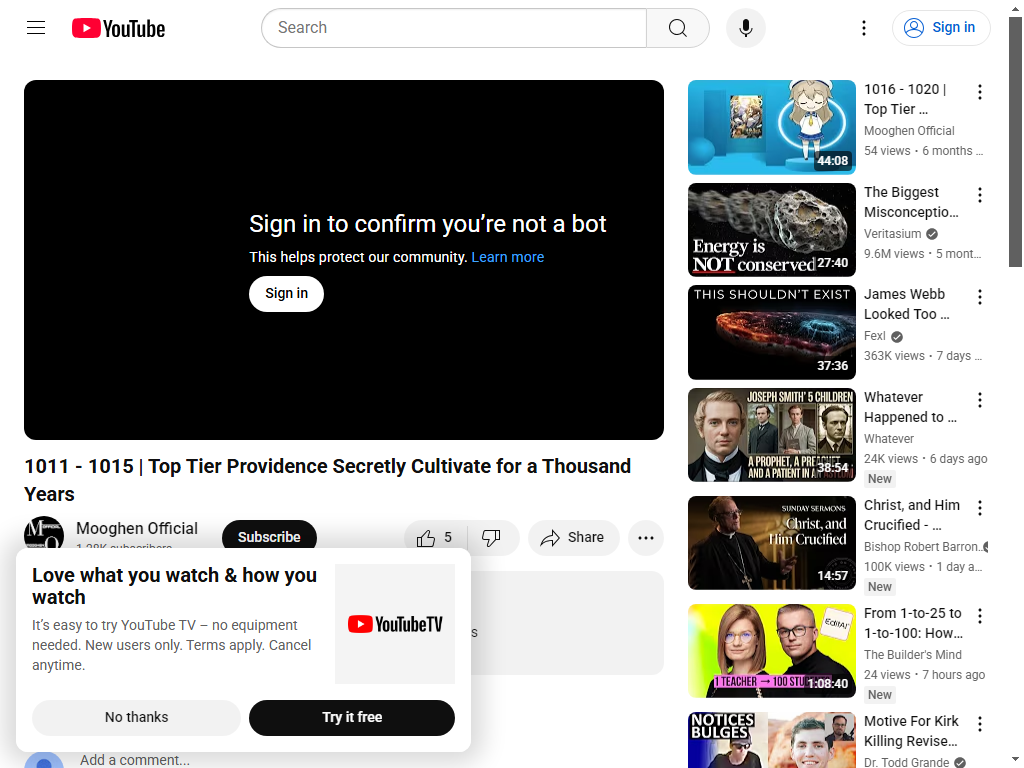 YouTube
Search
Sign in
Sign in to confirm you’re not a bot
This helps protect our community. Learn more
Sign in
1011 - 1015 | Top Tier Providence Secretly Cultivate for a Thousand
Years
Mooghen Official
Subscribe
5
Share
Love what you watch & how you
watch
It’s easy to try YouTube TV – no equipment
needed. New users only. Terms apply. Cancel
anytime.
YouTubeTV
No thanks
Try it free
Add a comment...
44:08
1016 - 1020 |
Top Tier ...
Mooghen Official
54 views • 6 months ...
Energy is
NOT conserved
27:40
The Biggest
Misconceptio...
Veritasium
9.6M views • 5 mont...
THIS SHOULDN'T EXIST
37:36
James Webb
Looked Too ...
Fexl
363K views • 7 days ...
JOSEPH SMITH' 5 CHILDREN
A PROPHET, A PREACHER
AND A PATIENT IN AN ASYLUM
38:54
Whatever
Happened to ...
Whatever
24K views • 6 days ago
New
SUNDAY SERMONS
Christ, and
Him Crucified
14:57
Christ, and Him
Crucified - ...
Bishop Robert Barron...
100K views • 1 day a...
New
EditAI
1 TEACHER → 100 STU
1:08:40
From 1-to-25 to
1-to-100: How...
The Builder's Mind
24 views • 7 hours ago
New
NOTICES
BULGES
Motive For Kirk
Killing Revise...
Dr. Todd Grande